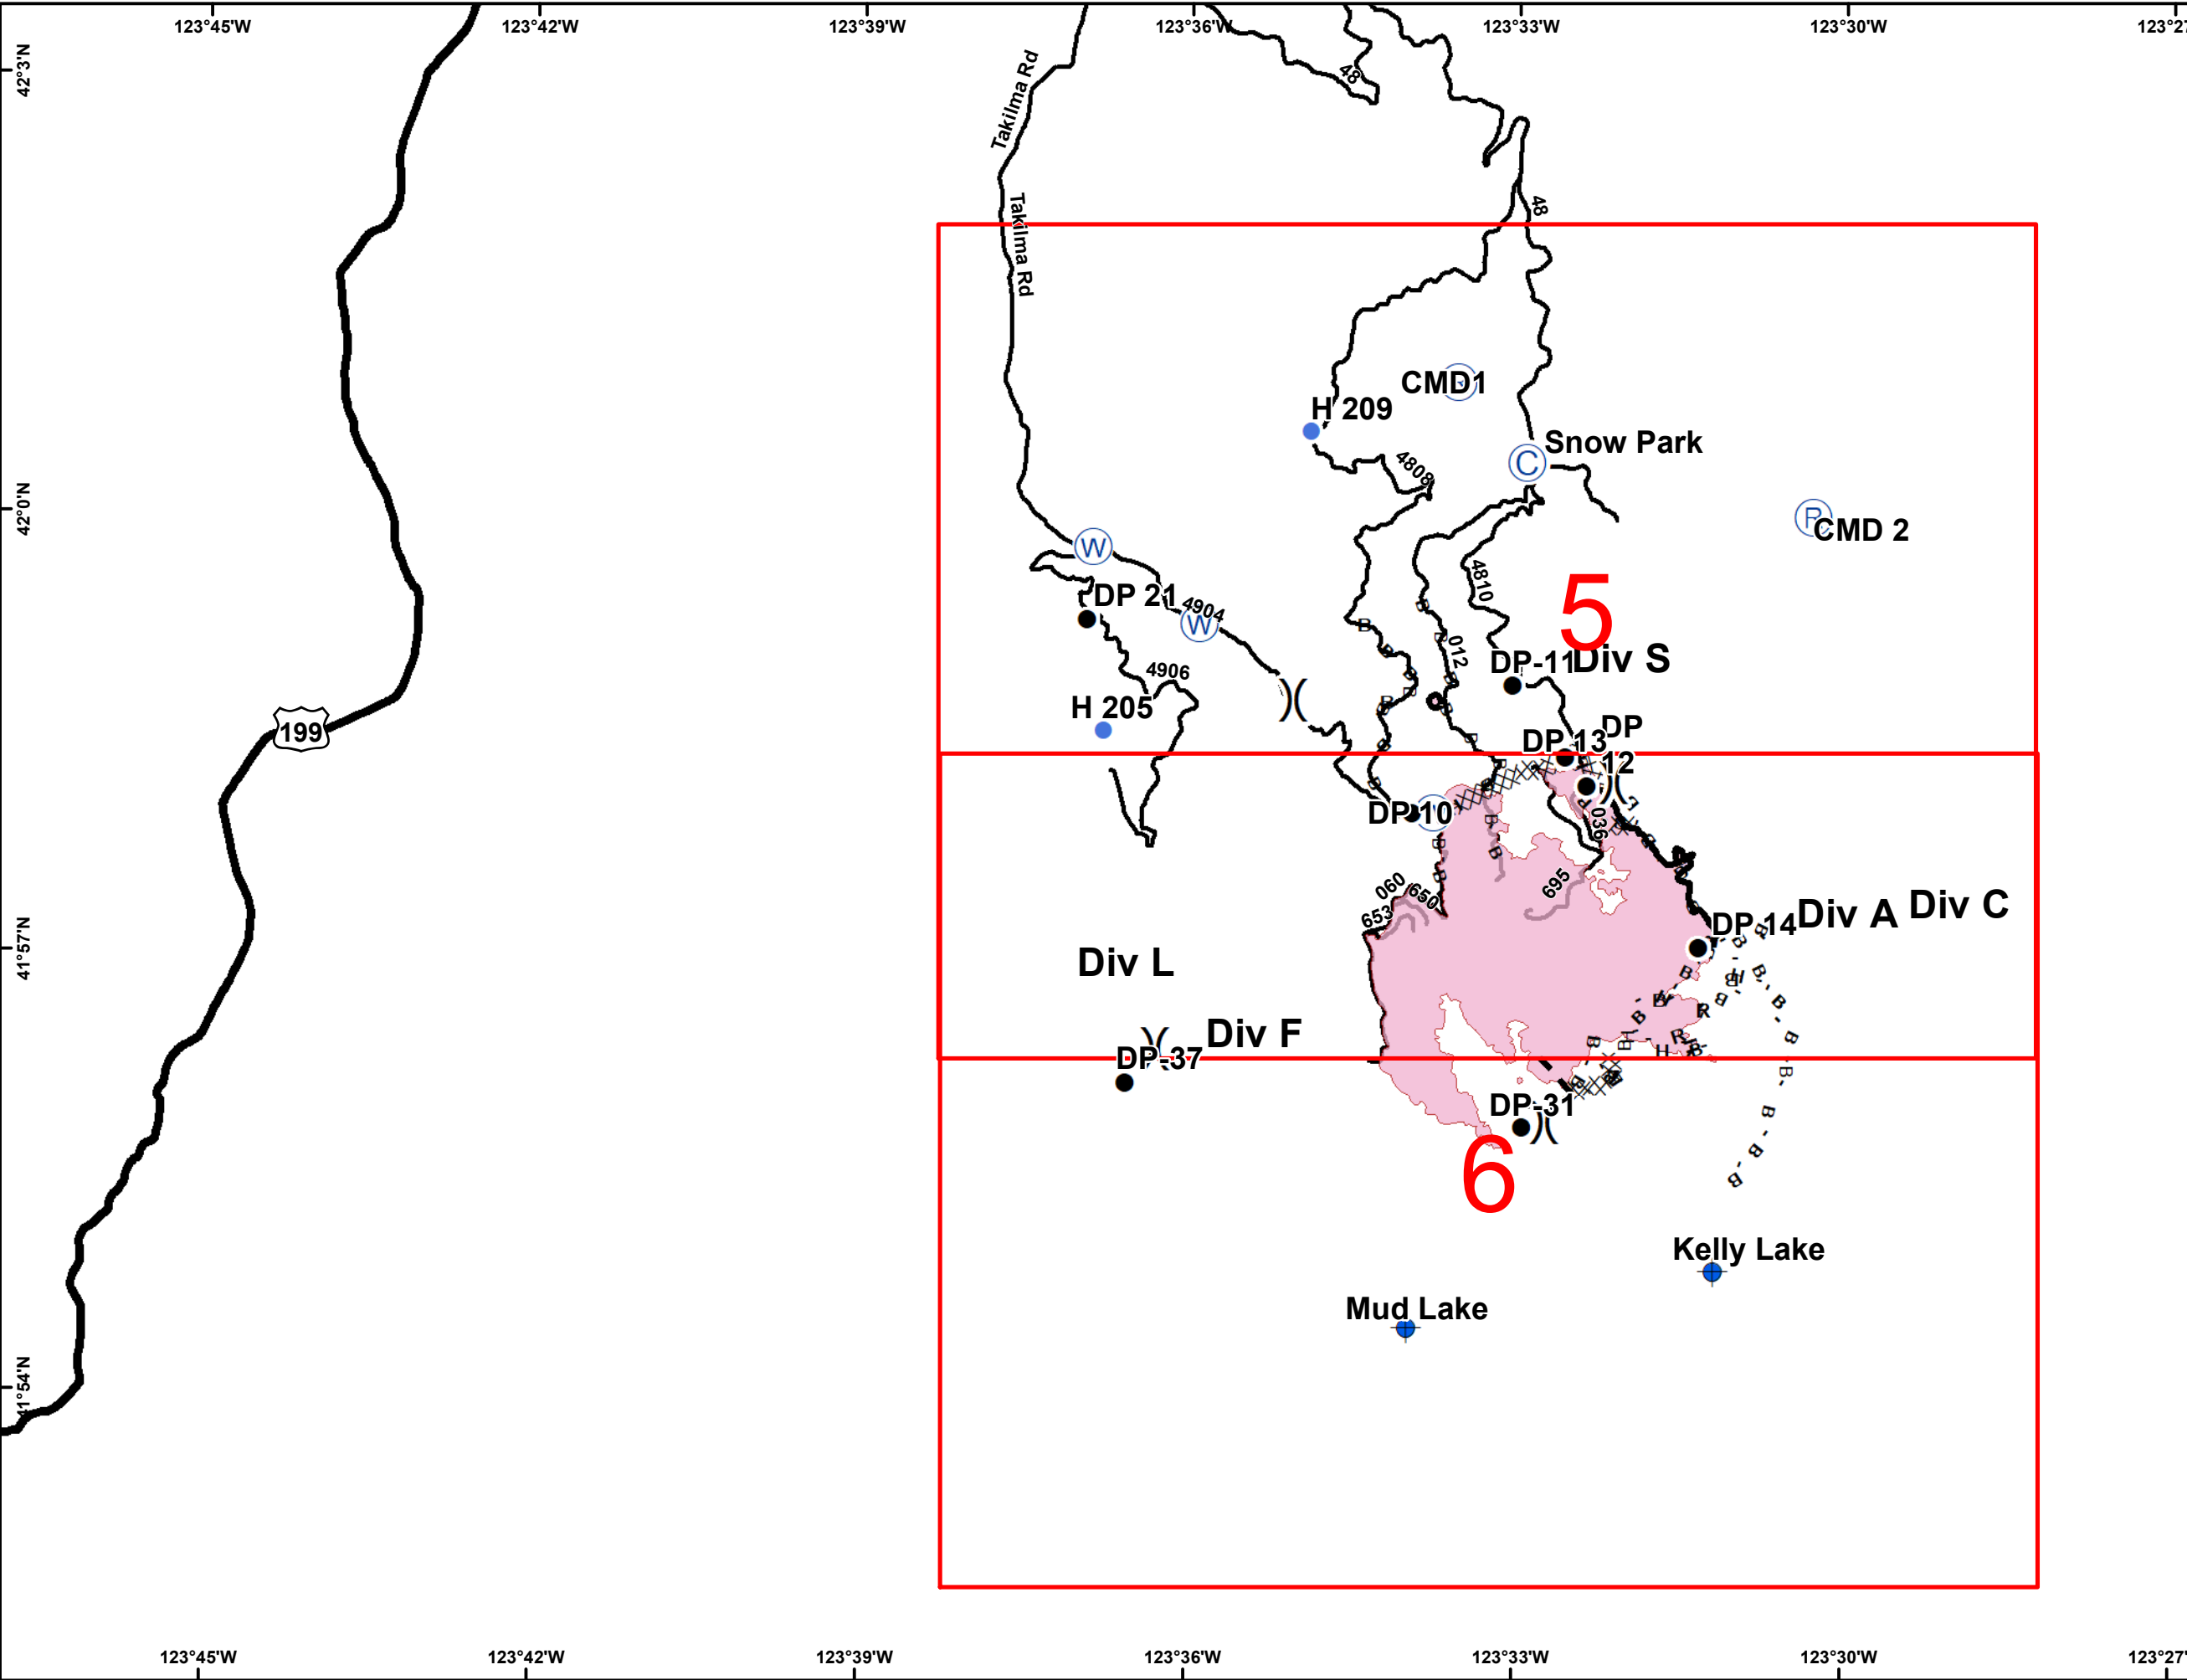 123°45'W
123°42'W
123°39'W
123°36'W
123°33'W
123°30'W
123°27
42°3'N
Takilma Rd
48
Takilma Rd
48
CMD1
H 209
Snow Park
4808
C
42°0'N
R
CMD 2
W
DP 21
4904
W
4810
5
012
DP-11
Div S
4906
H 205
199
DP 13
DP
12
DP 10
036
695
060
650
653
DP 14
Div A
Div C
41°57'N
Div L
Div F
DP-37
DP-31
6
Kelly Lake
Mud Lake
41°54'N
123°45'W
123°42'W
123°39'W
123°36'W
123°33'W
123°30'W
123°27